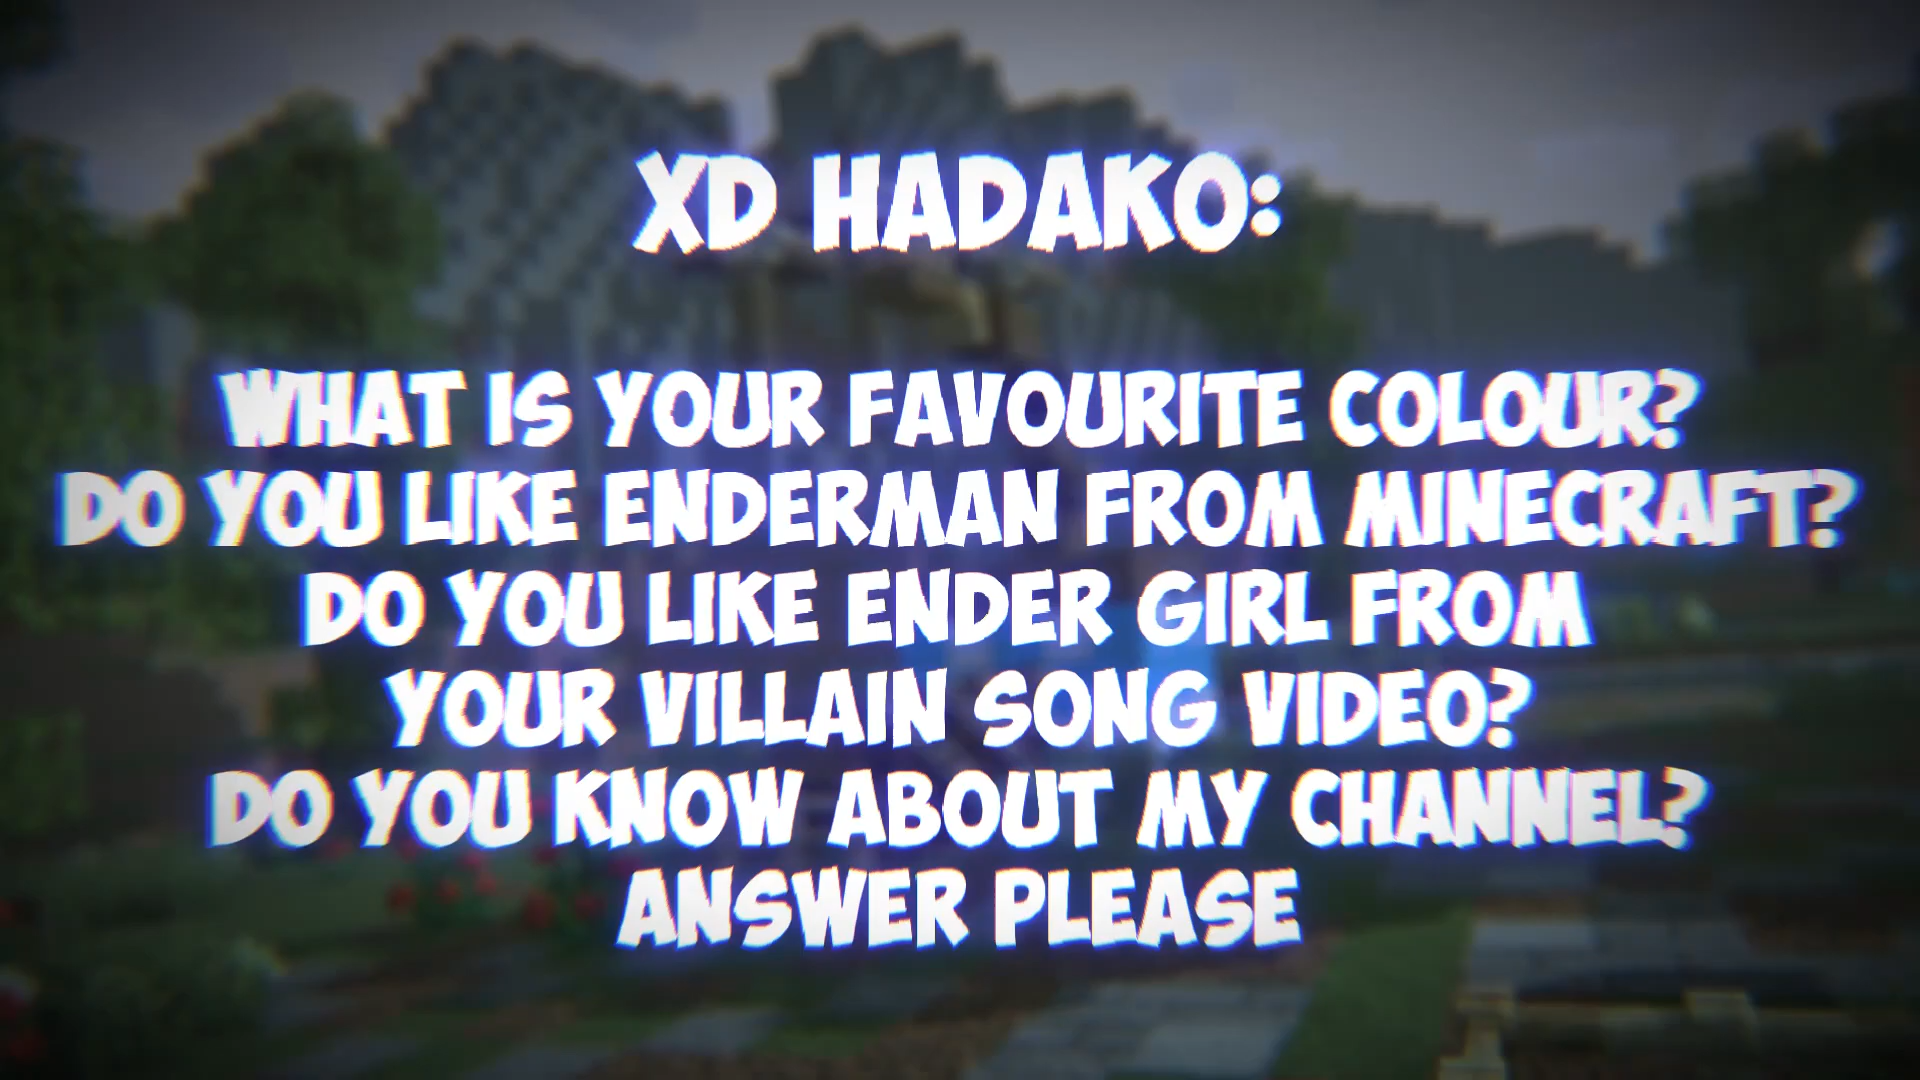 XD HADAKO:
WHAT IS YOUR FAVOURITE COLOUR?
DO YOU LIKE ENDERMAN FROM MINECRAFT?
DO YOU LIKE ENDER GIRL FROM
YOUR VILLAIN SONG VIDEO?
DO YOU KNOW ABOUT MY CHANNEL?
ANSWER PLEASE